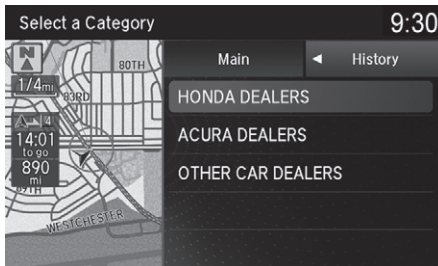 Select a Category
9:30
N
80TH
Main
◄ History
1/4mi
83RD
HONDA DEALERS
4
14:01
to go
ACURA DEALERS
890
mi
OTHER CAR DEALERS
WESTCHESTER